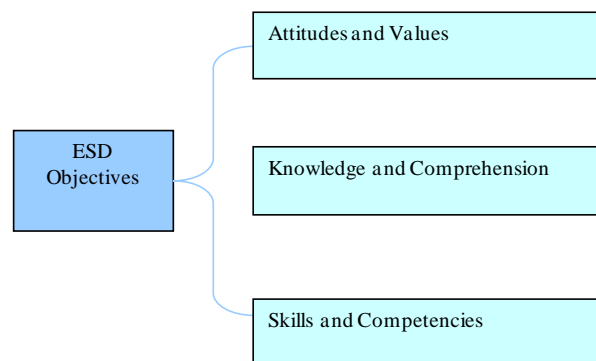 Attitudes and Values
ESD
Objectives
Knowledge and Comprehension
Skills and Competencies